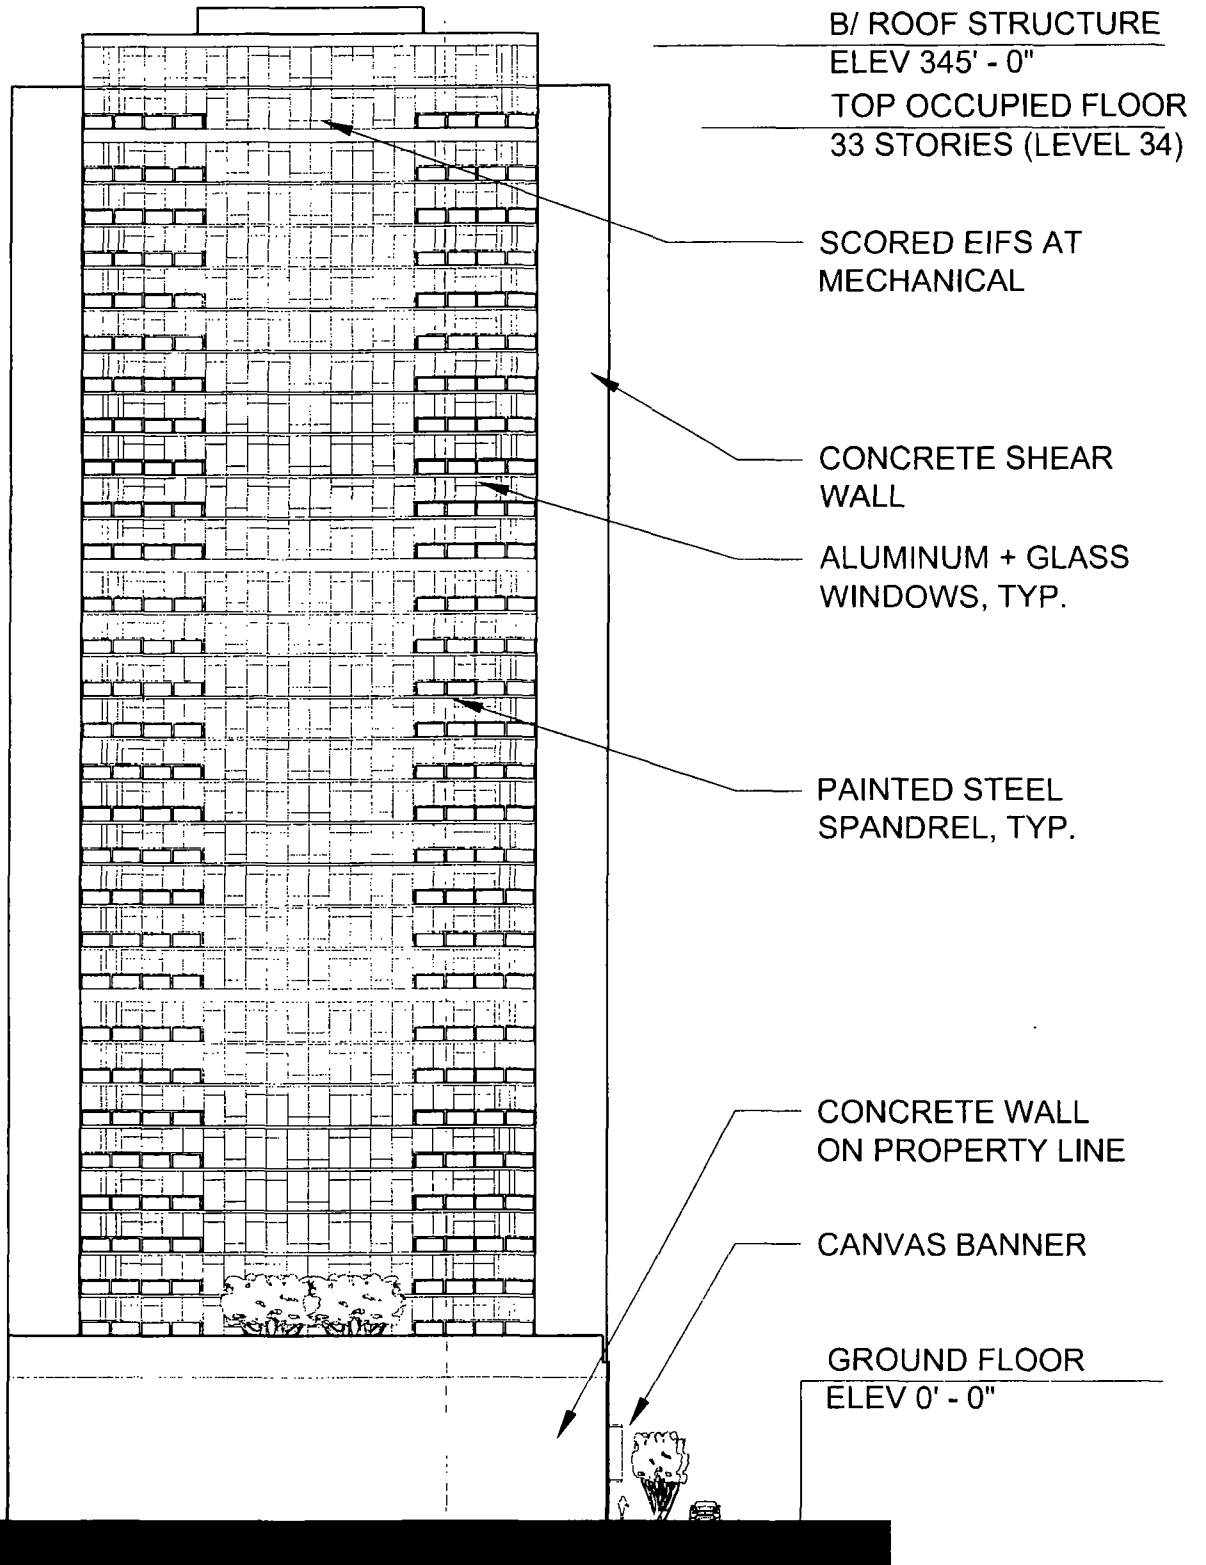 B/ ROOF STRUCTURE
ELEV 345' - 0"
TOP OCCUPIED FLOOR
33 STORIES (LEVEL 34)
SCORED EIFS AT
MECHANICAL
CONCRETE SHEAR
WALL
ALUMINUM + GLASS
WINDOWS, TYP.
PAINTED STEEL
SPANDREL, TYP.
CONCRETE WALL
ON PROPERTY LINE
CANVAS BANNER
GROUND FLOOR
ELEV 0' - 0"